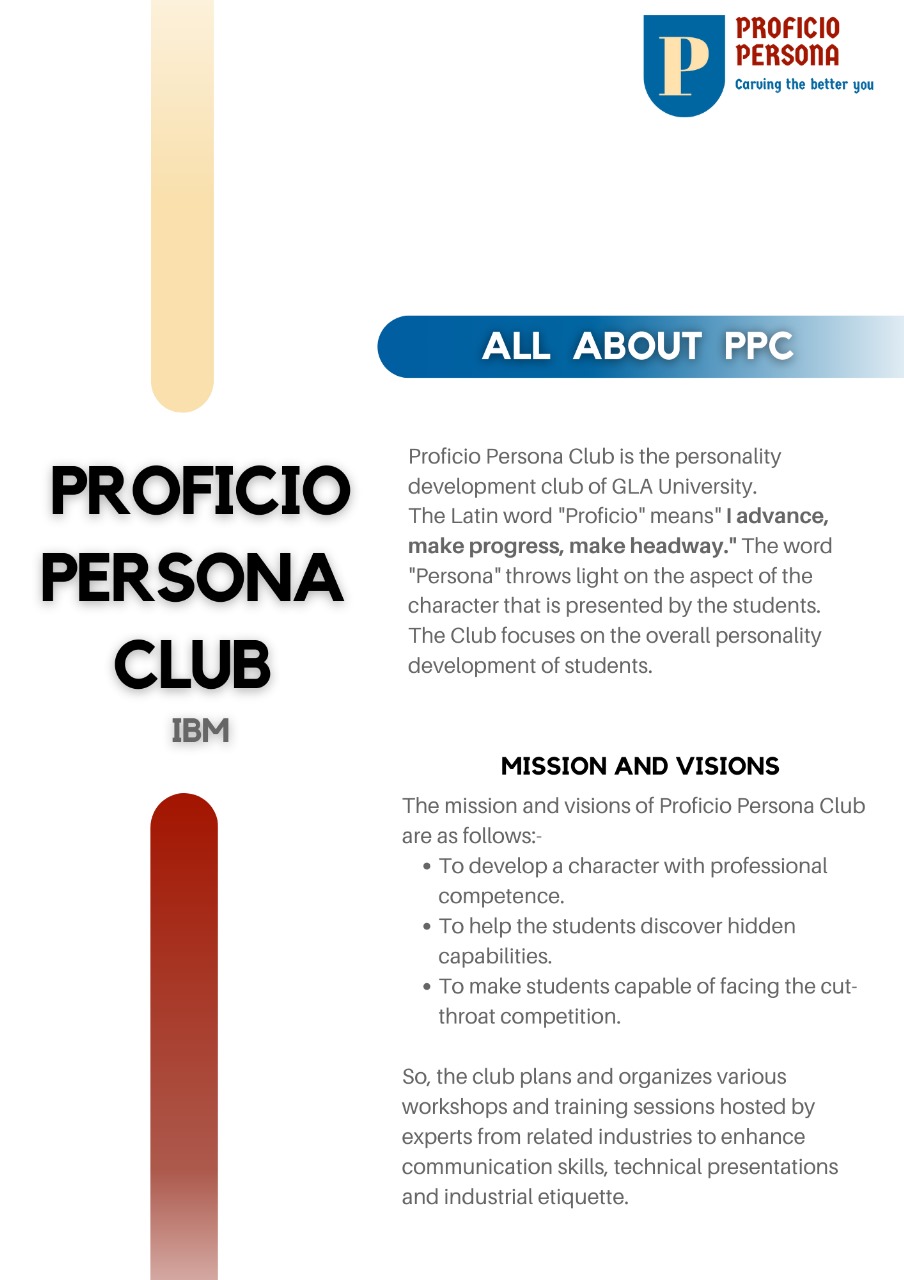 PROFICIO
PERSONA
Carving the better you
P
ALL ABOUT PPC
PROFICIO
PERSONA
CLUB
IBM
Proficio Persona Club is the personality
development club of GLA University.
The Latin word "Proficio" means" I advance,
make progress, make headway." The word
"Persona" throws light on the aspect of the
character that is presented by the students.
The Club focuses on the overall personality
development of students.
MISSION AND VISIONS
The mission and visions of Proficio Persona Club
are as follows:-
• To develop a character with professional
competence.
• To help the students discover hidden
capabilities.
• To make students capable of facing the cut-
throat competition.
So, the club plans and organizes various
workshops and training sessions hosted by
experts from related industries to enhance
communication skills, technical presentations
and industrial etiquette.